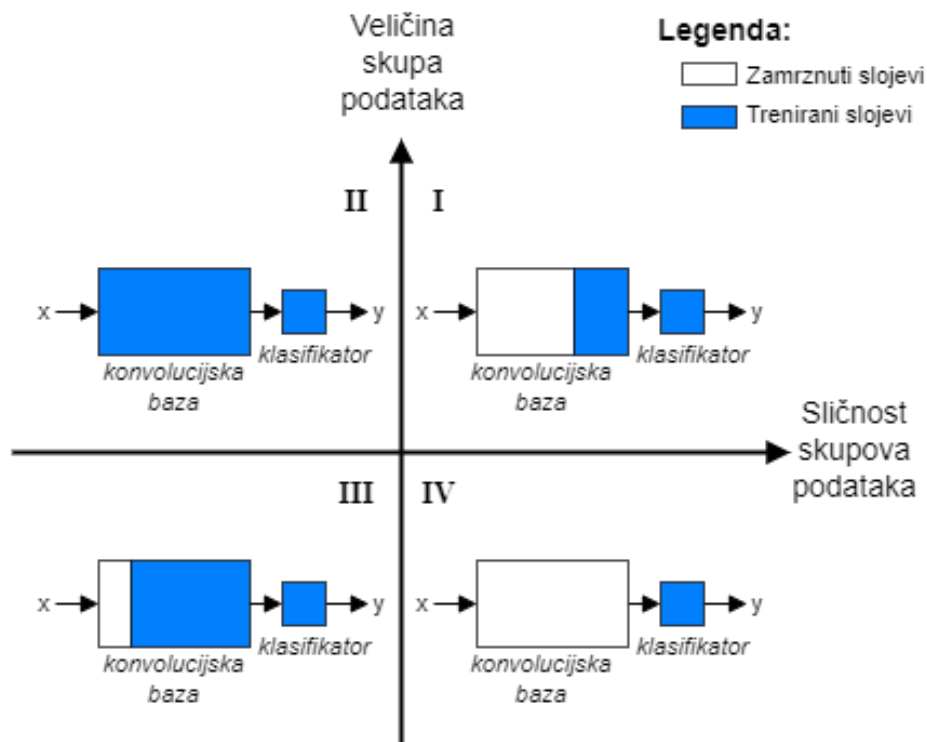 Veličina
skupa
podataka
Legenda:
Zamrznuti slojevi
Trenirani slojevi
II
I
x
y
klasifikator
konvolucijska
baza
x
y
klasifikator
konvolucijska
baza
Sličnost
skupova
podataka
III
IV
x
y
klasifikator
konvolucijska
baza
x
y
klasifikator
konvolucijska
baza